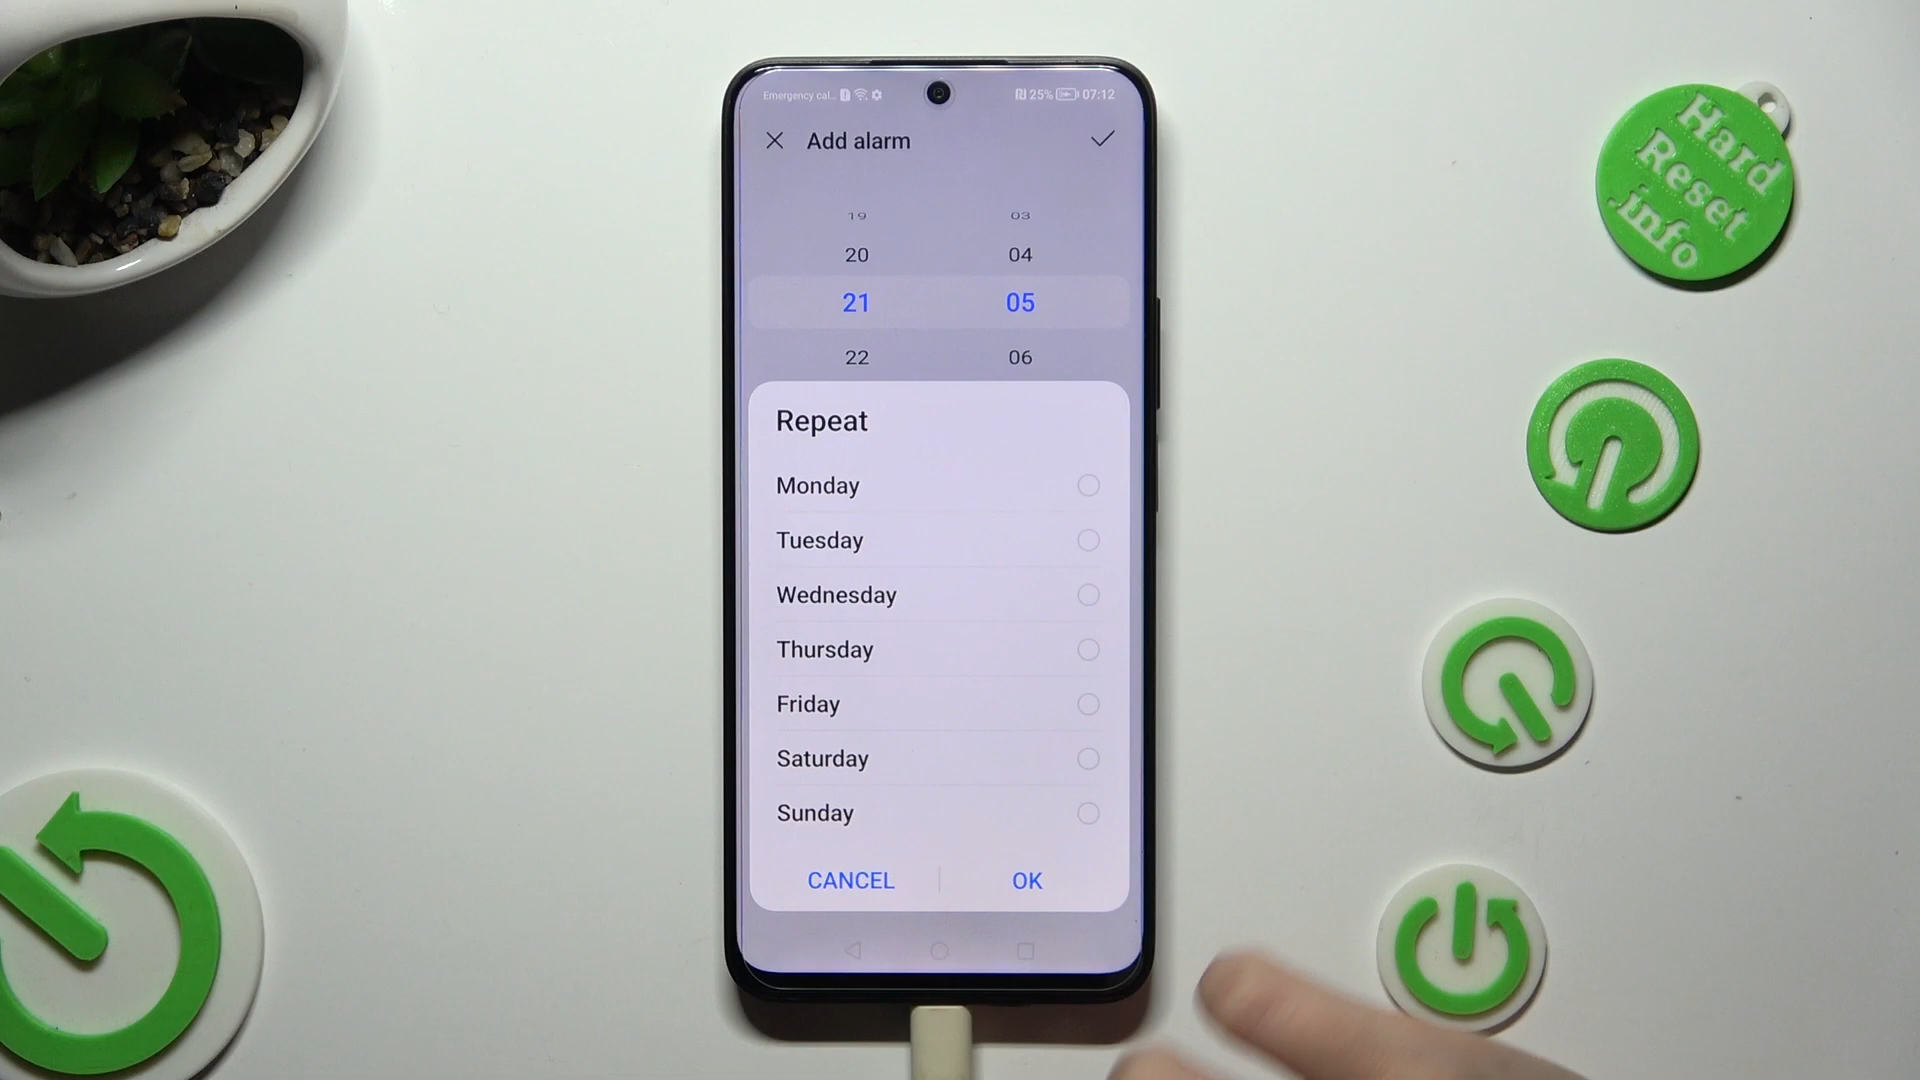 Emergency cal... 25% 07:12
Add alarm
19 03
20 04
21 05
22 06
Repeat
Monday
Tuesday
Wednesday
Thursday
Friday
Saturday
Sunday
CANCEL OK
Hard
Reset
.info